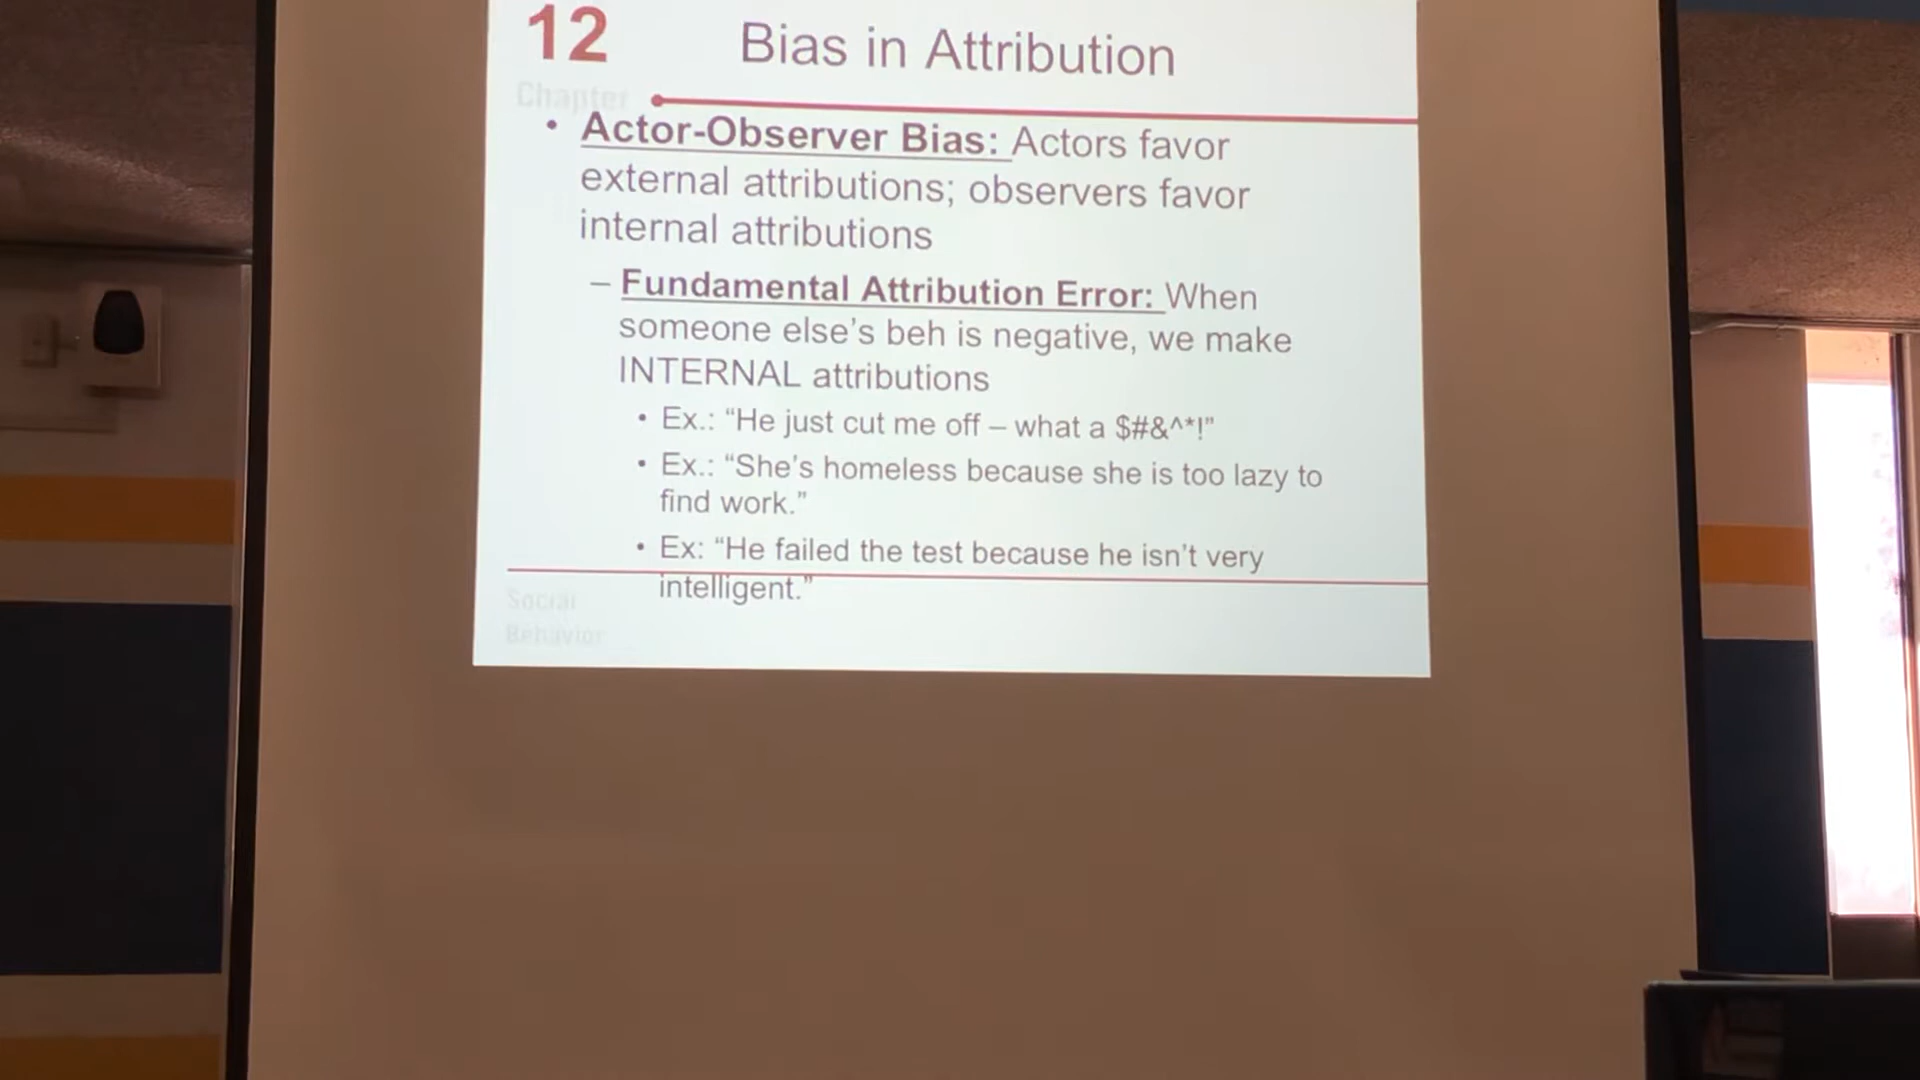 12
Bias in Attribution
Chapter
• Actor-Observer Bias: Actors favor
external attributions; observers favor
internal attributions
– Fundamental Attribution Error: When
someone else's beh is negative, we make
INTERNAL attributions
• Ex.: “He just cut me off – what a $#&^*!”
• Ex.: “She's homeless because she is too lazy to
find work.”
• Ex: “He failed the test because he isn't very
intelligent.”
Social
Behavior